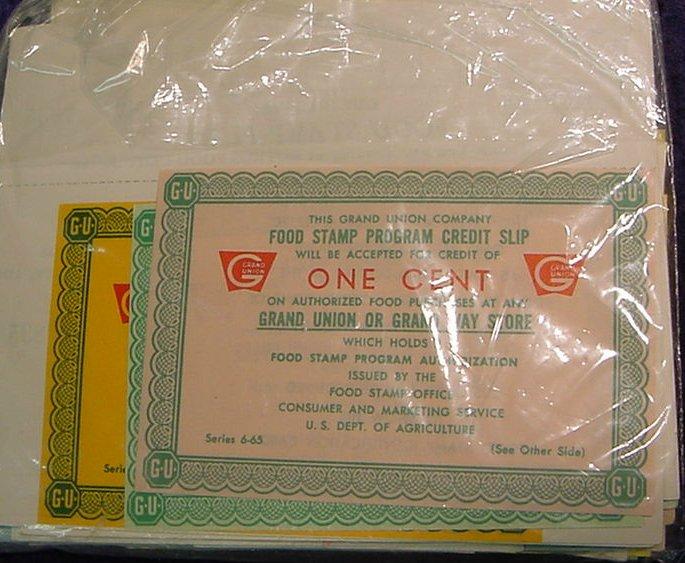 G·U·
G·U·
G·U·
G·U·
THIS GRAND UNION COMPANY
FOOD STAMP PROGRAM CREDIT SLIP
WILL BE ACCEPTED FOR CREDIT OF
G GRAND UNION
ONE CENT
G GRAND UNION
ON AUTHORIZED FOOD PURCHASES AT ANY
GRAND UNION OR GRAND WAY STORE
WHICH HOLDS
FOOD STAMP PROGRAM AUTHORIZATION
ISSUED BY THE
FOOD STAMP OFFICE
CONSUMER AND MARKETING SERVICE
U. S. DEPT. OF AGRICULTURE
Series 6-65
(See Other Side)
G·U·
G·U·
G·U·
G·U·